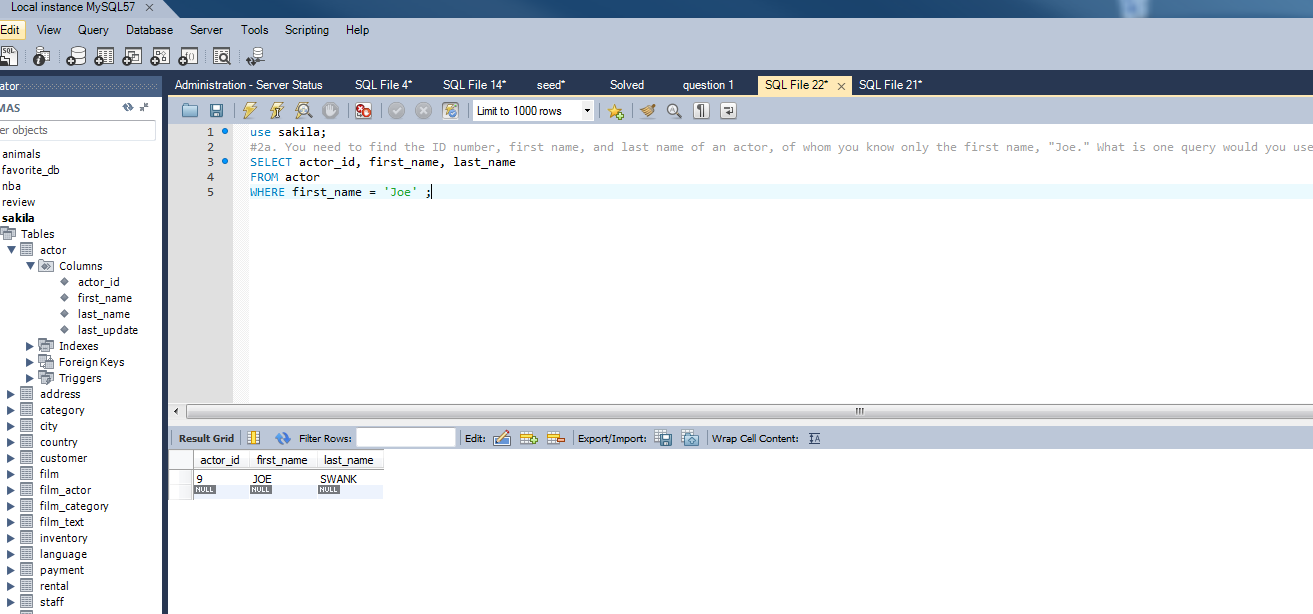 Local instance MySQL57
Edit View Query Database Server Tools Scripting Help
ator
Administration - Server Status SQL File 4* SQL File 14* seed* Solved question 1 SQL File 22* SQL File 21*
MAS
er objects
Limit to 1000 rows
animals
favorite_db
nba
review
sakila
Tables
actor
Columns
actor_id
first_name
last_name
last_update
Indexes
Foreign Keys
Triggers
address
category
city
country
customer
film
film_actor
film_category
film_text
inventory
language
payment
rental
staff
1 use sakila;
2 #2a. You need to find the ID number, first name, and last name of an actor, of whom you know only the first name, "Joe." What is one query would you use
3 SELECT actor_id, first_name, last_name
4 FROM actor
5 WHERE first_name = 'Joe' ;
Result Grid Filter Rows: Edit: Export/Import: Wrap Cell Content: IA
actor_id first_name last_name
9 JOE SWANK
NULL NULL NULL